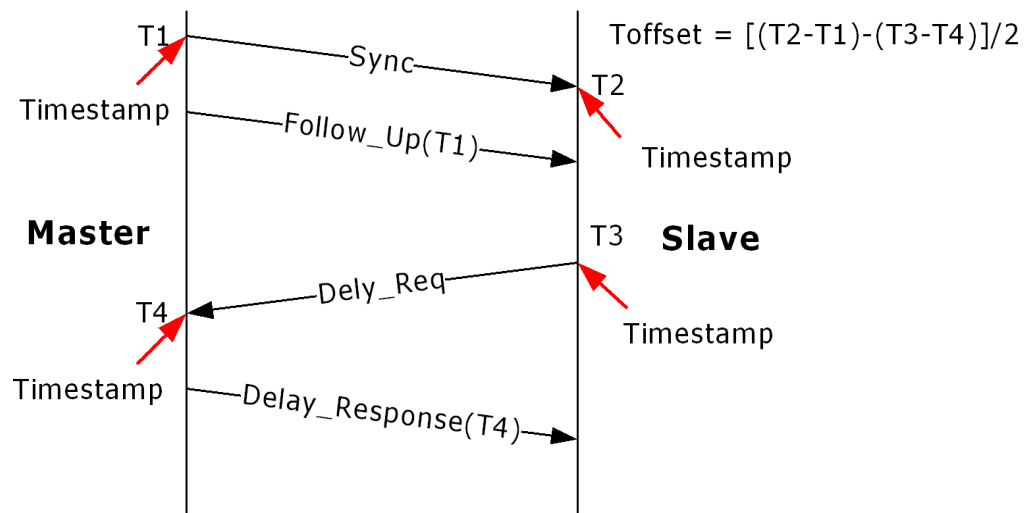 T1
Toffset = [(T2-T1)-(T3-T4)]/2
Sync
T2
Timestamp
Follow_Up(T1)
Timestamp
Master
T3
Slave
Dely_Req
T4
Timestamp
Timestamp
Delay_Response(T4)